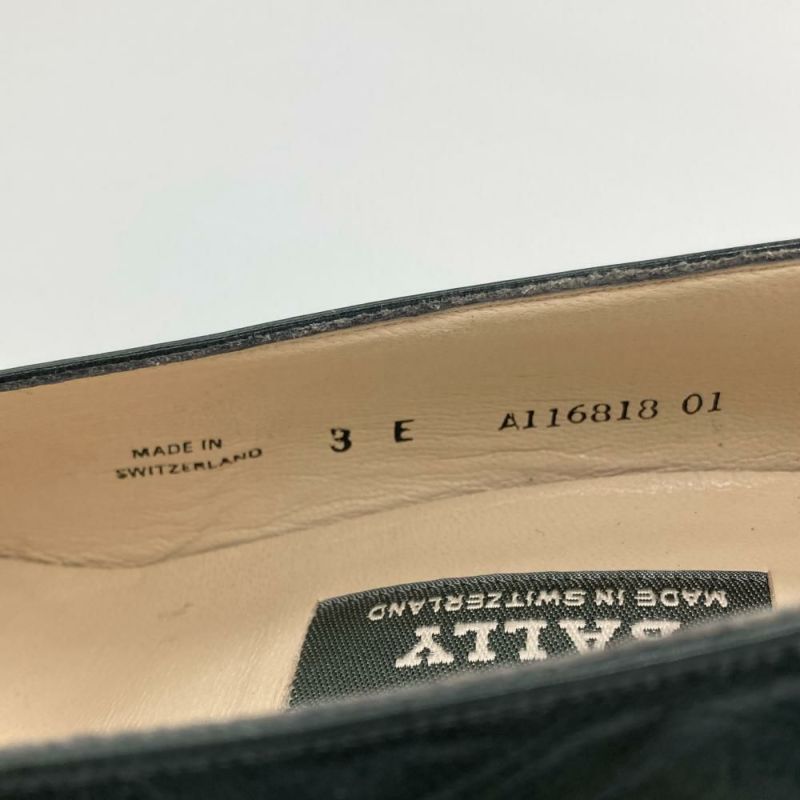 MADE IN
SWITZERLAND
3 E A116818 01
BALLY
MADE IN SWITZERLAND